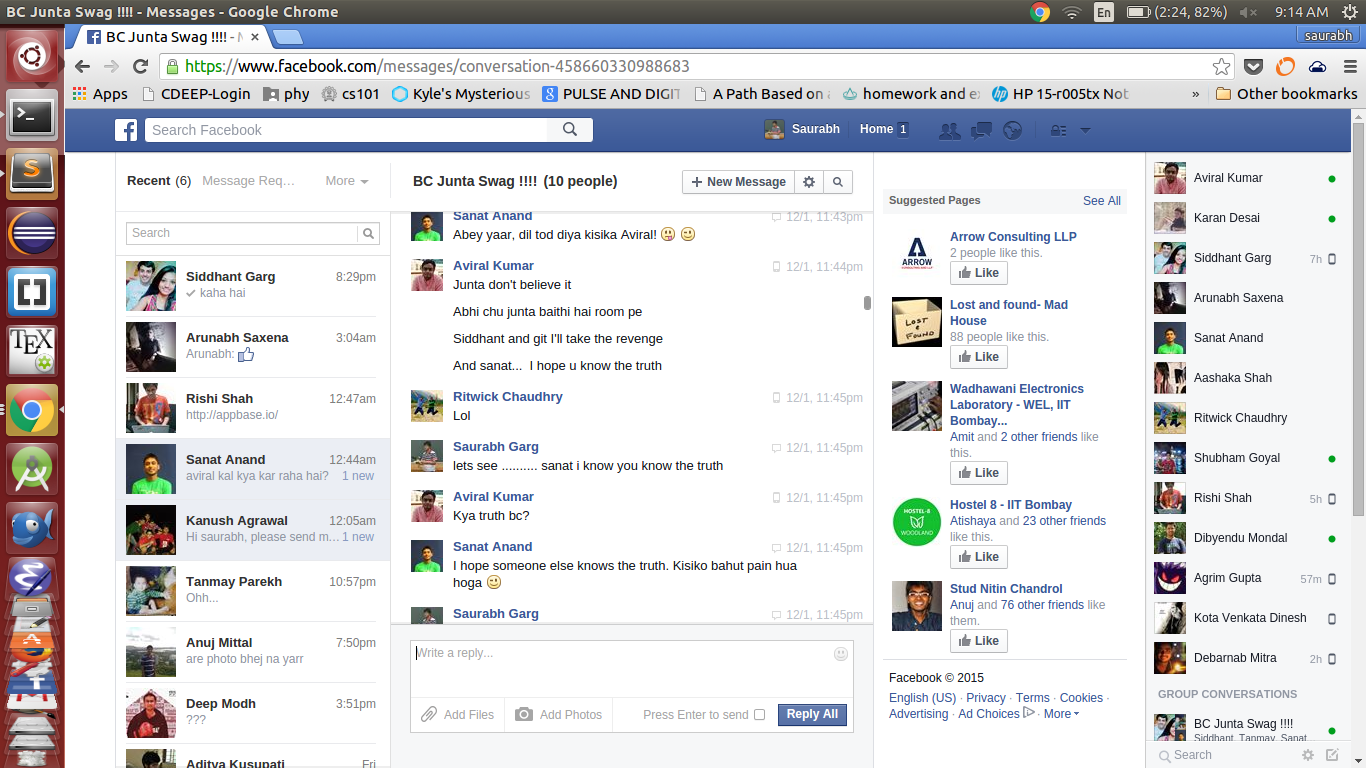 BC Junta Swag !!!! - Messages - Google Chrome
En
(2:24, 82%)
9:14 AM
BC Junta Swag !!!! -
saurabh
https://www.facebook.com/messages/conversation-458660330988683
Apps
CDEEP-Login
phy
cs101
Kyle's Mysterious
PULSE AND DIGIT
A Path Based on
homework and e
HP 15-r005tx Not
»
Other bookmarks
Search Facebook
Saurabh
Home 1
Recent (6)
Message Req...
More
Search
Siddhant Garg
8:29pm
kaha hai
Arunabh Saxena
3:04am
Arunabh:
Rishi Shah
12:47am
http://appbase.io/
Sanat Anand
12:44am
aviral kal kya kar raha hai?
1 new
Kanush Agrawal
12:05am
Hi saurabh, please send m...
1 new
Tanmay Parekh
10:57pm
Ohh...
Anuj Mittal
7:50pm
are photo bhej na yarr
Deep Modh
3:51pm
???
Aditya Kusupati
Fri
BC Junta Swag !!!! (10 people)
+ New Message
Sanat Anand
12/1, 11:43pm
Abey yaar, dil tod diya kisika Aviral!
Aviral Kumar
12/1, 11:44pm
Junta don't believe it
Abhi chu junta baithi hai room pe
Siddhant and git I'll take the revenge
And sanat... I hope u know the truth
Ritwick Chaudhry
12/1, 11:45pm
Lol
Saurabh Garg
12/1, 11:45pm
lets see .......... sanat i know you know the truth
Aviral Kumar
12/1, 11:45pm
Kya truth bc?
Sanat Anand
12/1, 11:45pm
I hope someone else knows the truth. Kisiko bahut pain hua
hoga
Saurabh Garg
12/1, 11:45pm
Write a reply...
Add Files
Add Photos
Press Enter to send
Reply All
Suggested Pages
See All
ARROW
Arrow Consulting LLP
2 people like this.
Like
LOST
&
FOUND
Lost and found- Mad
House
88 people like this.
Like
Wadhawani Electronics
Laboratory - WEL, IIT
Bombay...
Amit and 2 other friends like
this.
Like
HOSTEL-8
WOODLAND
Hostel 8 - IIT Bombay
Atishaya and 23 other friends
like this.
Like
Stud Nitin Chandrol
Anuj and 76 other friends like
them.
Like
Facebook © 2015
English (US) · Privacy · Terms · Cookies ·
Advertising · Ad Choices · More
Aviral Kumar
Karan Desai
Siddhant Garg
7h
Arunabh Saxena
Sanat Anand
Aashaka Shah
Ritwick Chaudhry
Shubham Goyal
Rishi Shah
5h
Dibyendu Mondal
Agrim Gupta
57m
Kota Venkata Dinesh
Debarnab Mitra
2h
GROUP CONVERSATIONS
BC Junta Swag !!!!
Siddhant, Tanmay, Sanat
Search
TEX